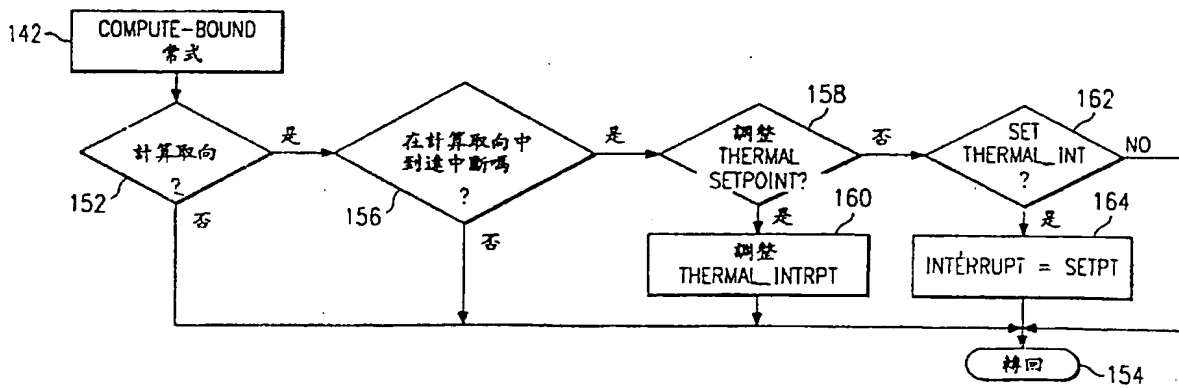 142
COMPUTE-BOUND
常式
計算取向
?
152
是
否
在計算取向中
到達中斷嗎
?
156
是
否
調整
THERMAL
SETPOINT?
158
否
是
160
調整
THERMAL_INTRPT
SET
THERMAL_INT
?
162
NO
是
164
INTERRUPT = SETPT
轉回
154